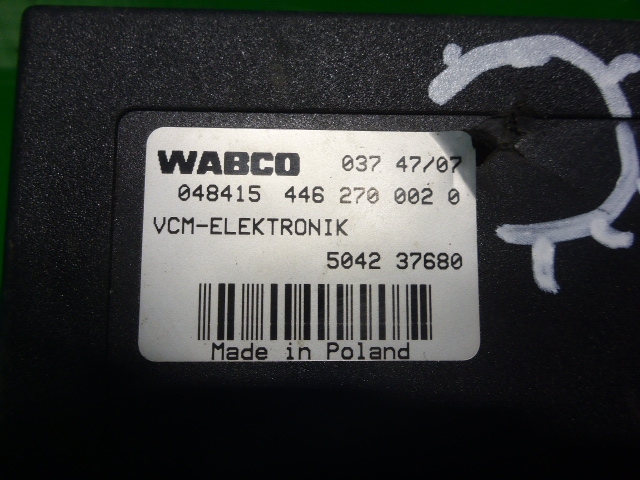 WABCO 037 47/07
048415 446 270 002 0
VCM-ELEKTRONIK
5042 37680
Made in Poland